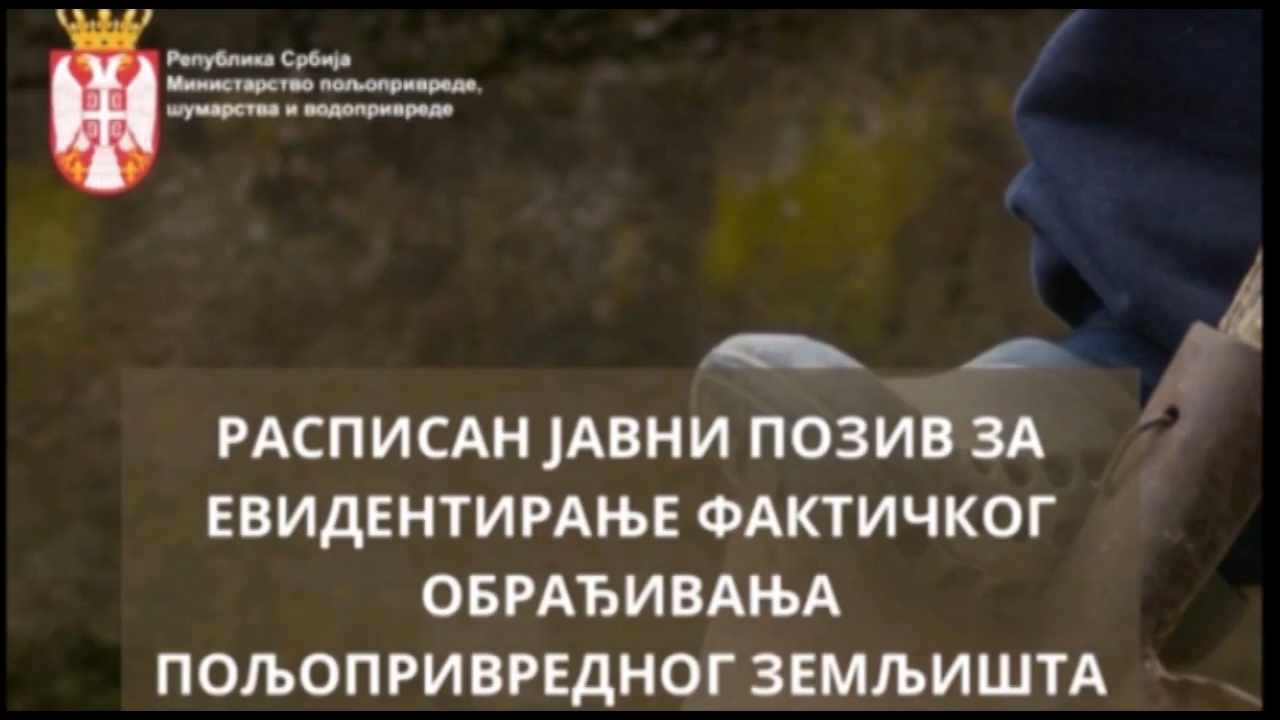 Република Србија
Министарство пољопривреде,
шумарства и водопривреде
РАСПИСАН ЈАВНИ ПОЗИВ ЗА
ЕВИДЕНТИРАЊЕ ФАКТИЧКОГ
ОБРАЂИВАЊА
ПОЉОПРИВРЕДНОГ ЗЕМЉИШТА